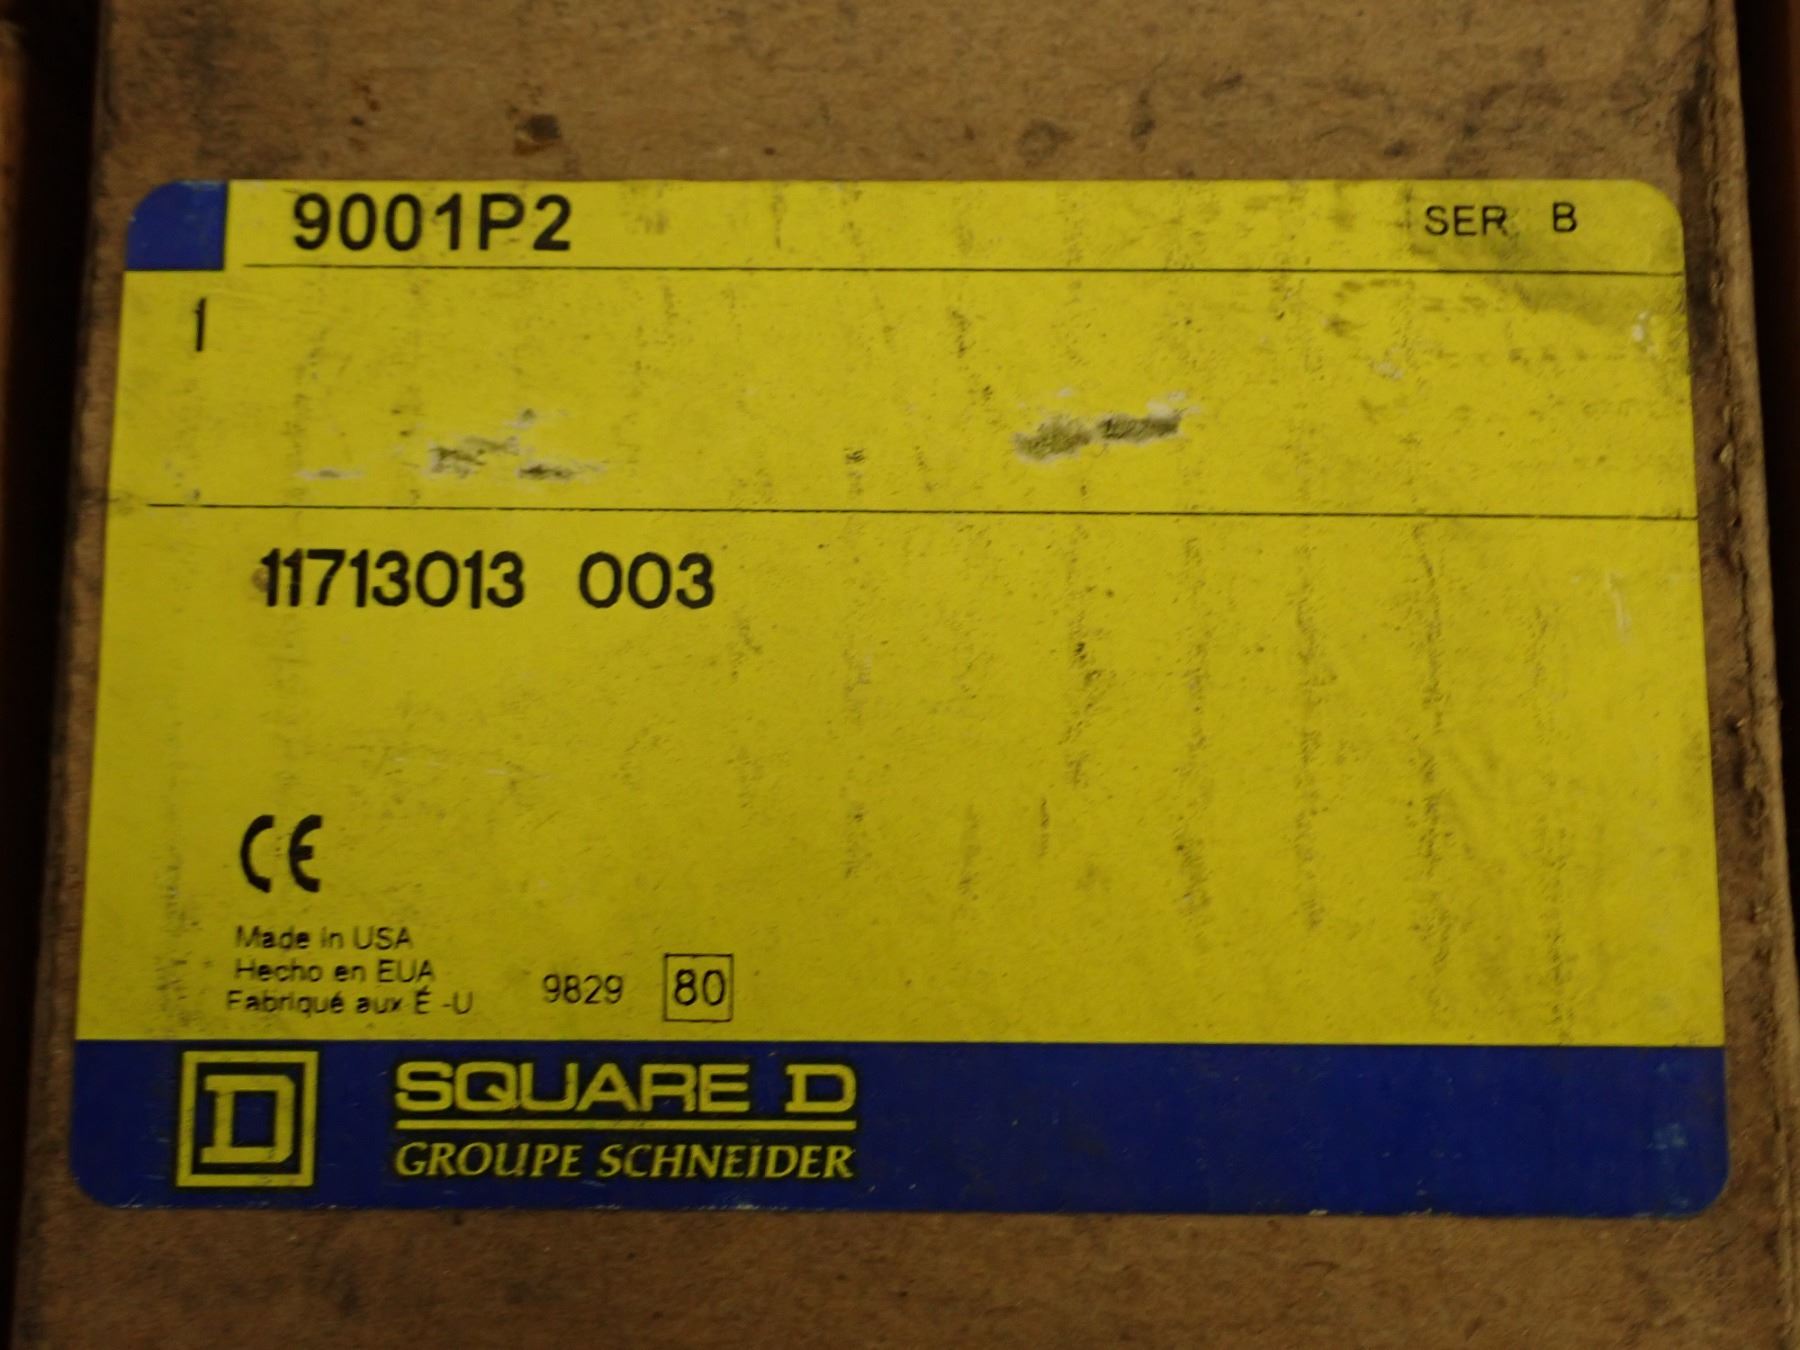 9001P2 SER B
1
11713013 003
CE
Made in USA
Hecho en EUA
Fabriqué aux É -U 9829 80
D SQUARE D
GROUPE SCHNEIDER